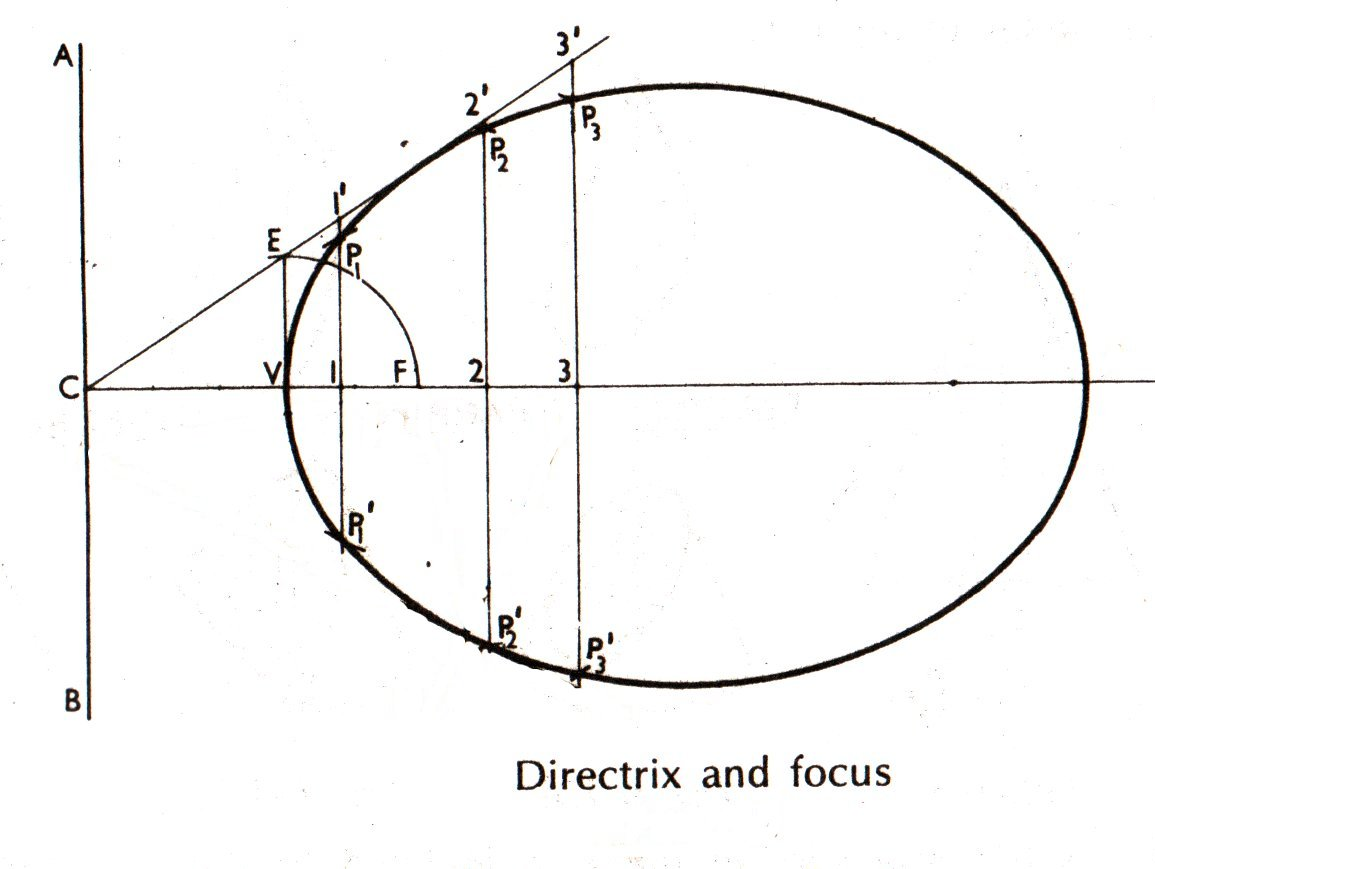 A
3'
2'
P3
P2
1'
E
P1
C
V
1
F
2
3
P1'
P2'
P3'
B
Directrix and focus